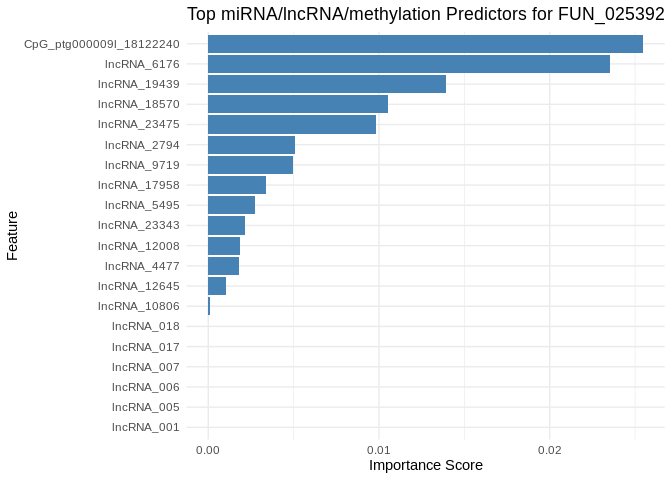 Top miRNA/lncRNA/methylation Predictors for FUN_025392
Feature
CpG_ptg000009l_18122240
lncRNA_6176
lncRNA_19439
lncRNA_18570
lncRNA_23475
lncRNA_2794
lncRNA_9719
lncRNA_17958
lncRNA_5495
lncRNA_23343
lncRNA_12008
lncRNA_4477
lncRNA_12645
lncRNA_10806
lncRNA_018
lncRNA_017
lncRNA_007
lncRNA_006
lncRNA_005
lncRNA_001
0.00 0.01 0.02
Importance Score